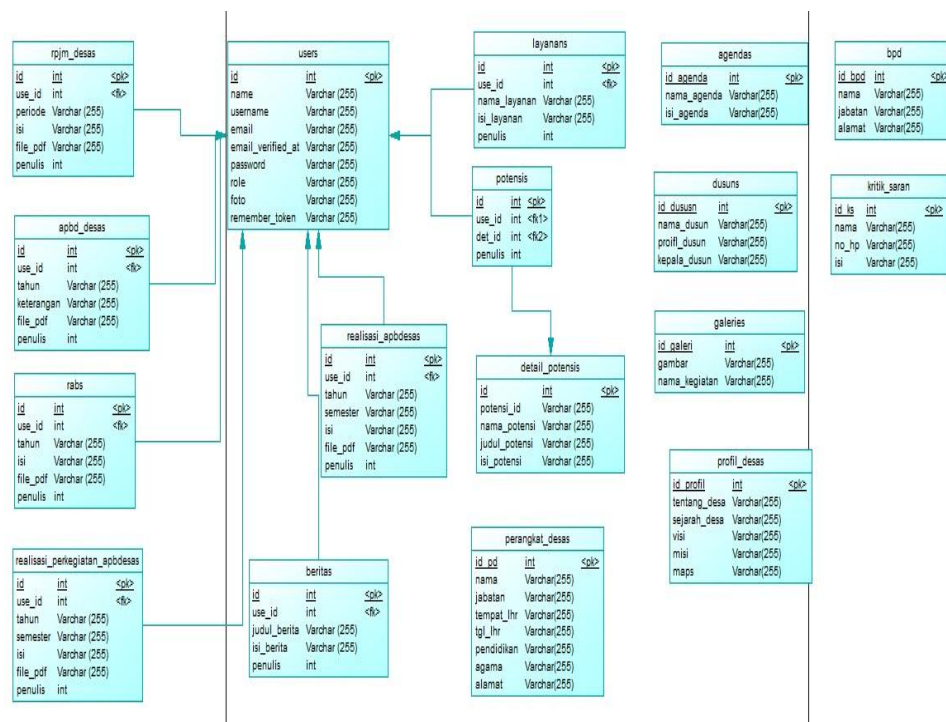 rpjm_desas
id int <pk>
use_id int <fk>
periode Varchar (255)
isi Varchar (255)
file_pdf Varchar (255)
penulis int
apbd_desas
id int <pk>
use_id int <fk>
tahun Varchar (255)
keterangan Varchar (255)
file_pdf Varchar (255)
penulis int
rabs
id int <pk>
use_id int <fk>
tahun Varchar (255)
isi Varchar (255)
file_pdf Varchar (255)
penulis int
realisasi_perkegiatan_apbdesas
id int <pk>
use_id int <fk>
tahun Varchar (255)
semester Varchar (255)
isi Varchar (255)
file_pdf Varchar (255)
penulis int
users
id int <pk>
name Varchar (255)
username Varchar (255)
email Varchar (255)
email_verified_at Varchar (255)
password Varchar (255)
role Varchar (255)
foto Varchar (255)
remember_token Varchar (255)
realisasi_apbdesas
id int <pk>
use_id int <fk>
tahun Varchar (255)
semester Varchar (255)
isi Varchar (255)
file_pdf Varchar (255)
penulis int
beritas
id int <pk>
use_id int <fk>
judul_berita Varchar (255)
isi_berita Varchar (255)
penulis int
layanans
id int <pk>
use_id int <fk>
nama_layanan Varchar (255)
isi_layanan Varchar (255)
penulis int
potensis
id int <pk>
use_id int <fk1>
det_id int <fk2>
penulis int
detail_potensis
id int <pk>
potensi_id Varchar (255)
nama_potensi Varchar (255)
judul_potensi Varchar (255)
isi_potensi Varchar (255)
perangkat_desas
id_pd int <pk>
nama Varchar(255)
jabatan Varchar(255)
tempat_lhr Varchar(255)
tgl_lhr Varchar(255)
pendidikan Varchar(255)
agama Varchar(255)
alamat Varchar(255)
agendas
id_agenda int <pk>
nama_agenda Varchar(255)
isi_agenda Varchar(255)
dusuns
id_dususn int <pk>
nama_dusun Varchar(255)
proifl_dusun Varchar(255)
kepala_dusun Varchar(255)
galeries
id_galeri int <pk>
gambar Varchar(255)
nama_kegiatan Varchar(255)
profil_desas
id_profil int <pk>
tentang_desa Varchar(255)
sejarah_desa Varchar(255)
visi Varchar(255)
misi Varchar(255)
maps Varchar(255)
bpd
id_bpd int <pk>
nama Varchar(255)
jabatan Varchar(255)
alamat Varchar(255)
kritik_saran
id_ks int <pk>
nama Varchar(255)
no_hp Varchar(255)
isi Varchar(255)